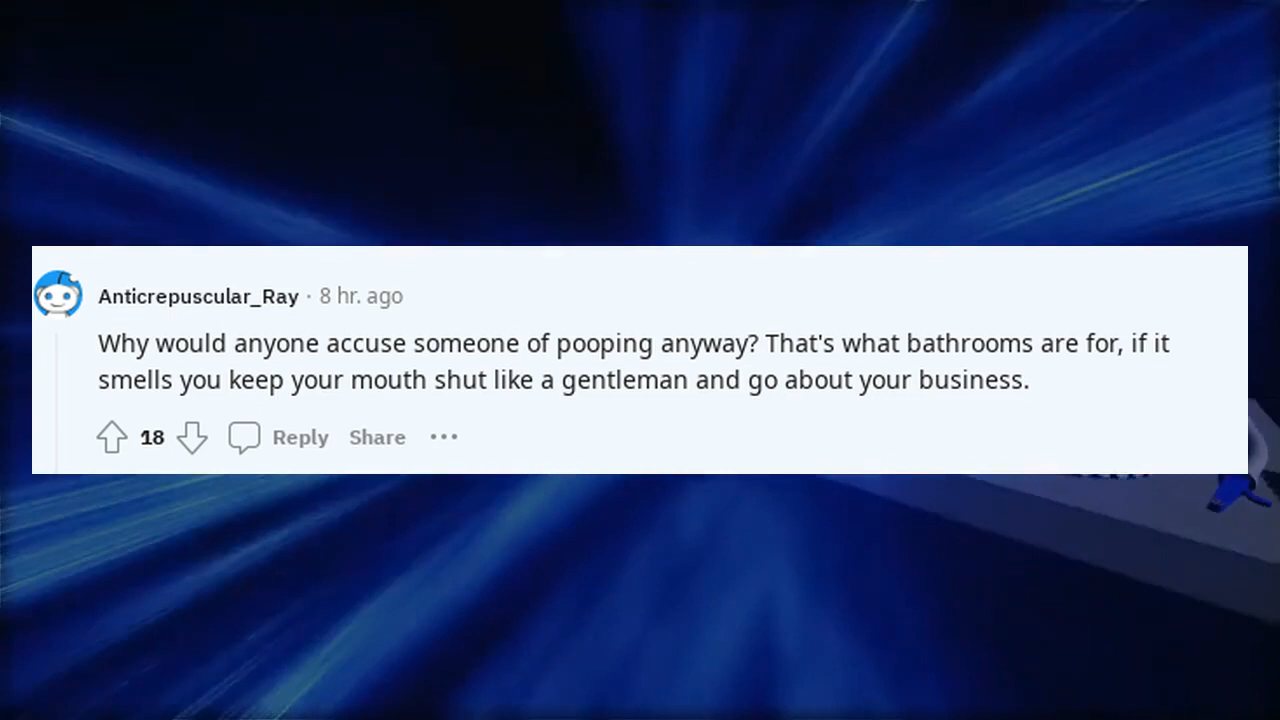 Anticrepuscular_Ray · 8 hr. ago
Why would anyone accuse someone of pooping anyway? That's what bathrooms are for, if it
smells you keep your mouth shut like a gentleman and go about your business.
18 Reply Share •••